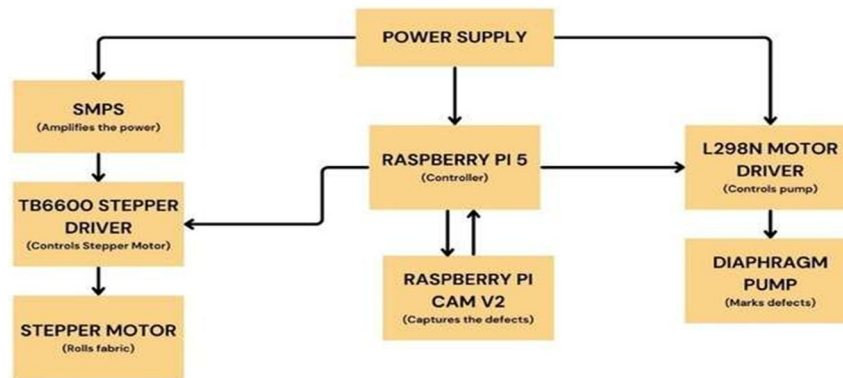 POWER SUPPLY
SMPS
(Amplifies the power)
RASPBERRY PI 5
(Controller)
L298N MOTOR
DRIVER
(Controls pump)
TB6600 STEPPER
DRIVER
(Controls Stepper Motor)
RASPBERRY PI
CAM V2
(Captures the defects)
DIAPHRAGM
PUMP
(Marks defects)
STEPPER MOTOR
(Rolls fabric)